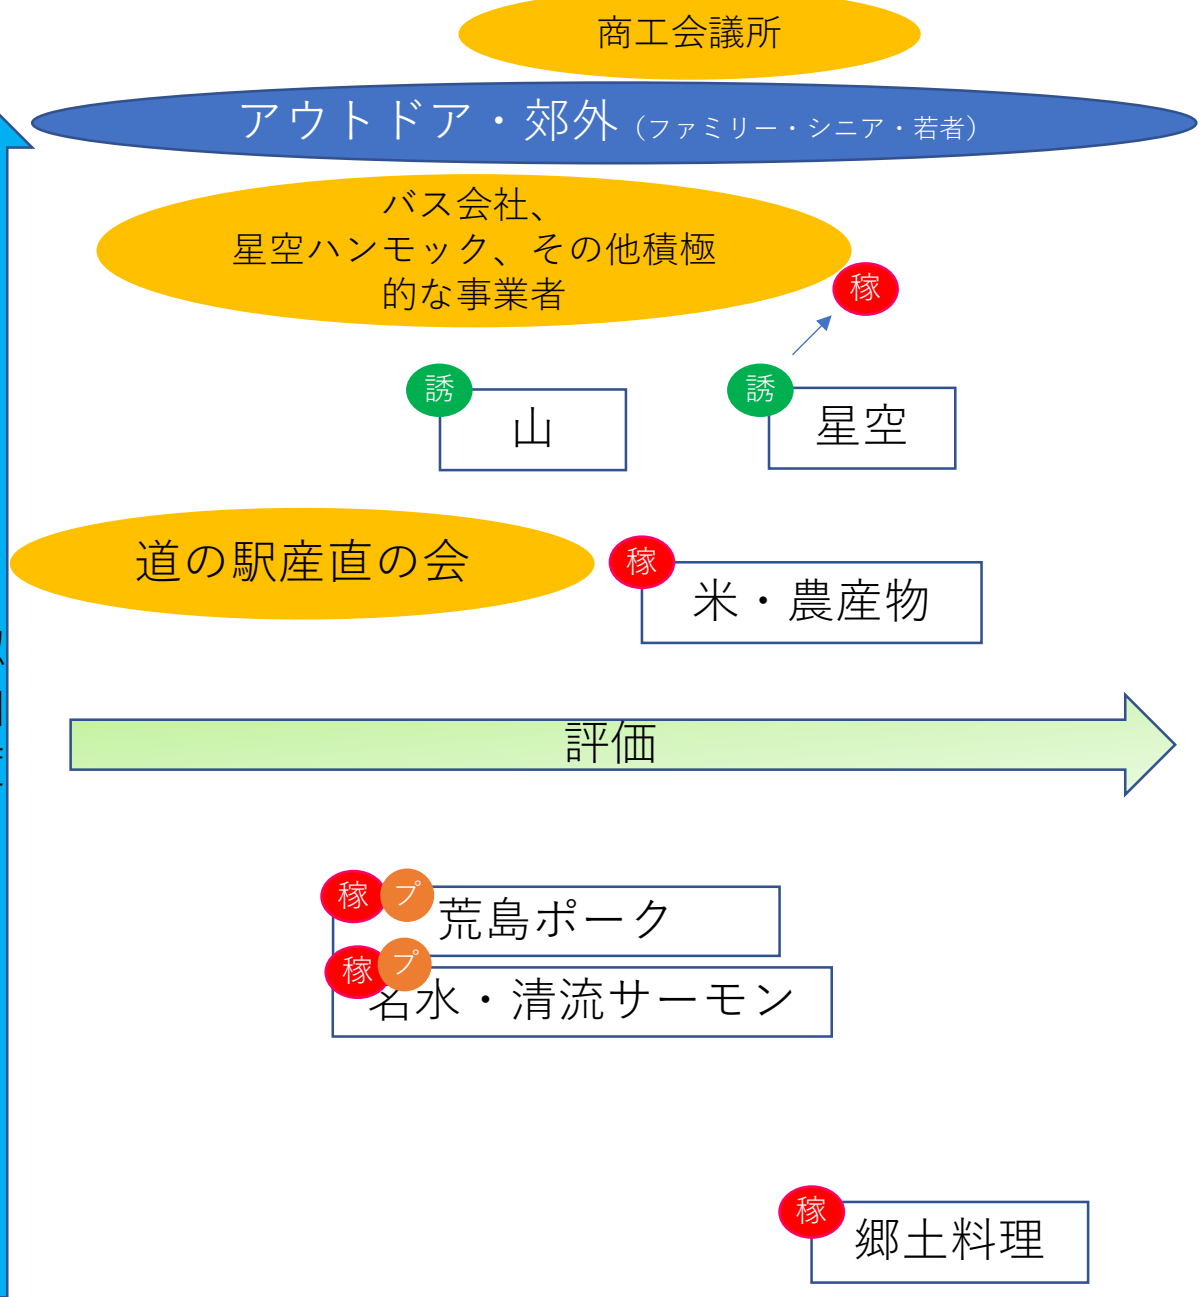 商工会議所
アウトドア・郊外（ファミリー・シニア・若者）
バス会社、
星空ハンモック、その他積極
的な事業者
稼
誘
山
誘
星空
道の駅産直の会
稼
米・農産物
評価
稼
プ
荒島ポーク
稼
プ
名水・清流サーモン
稼
郷土料理